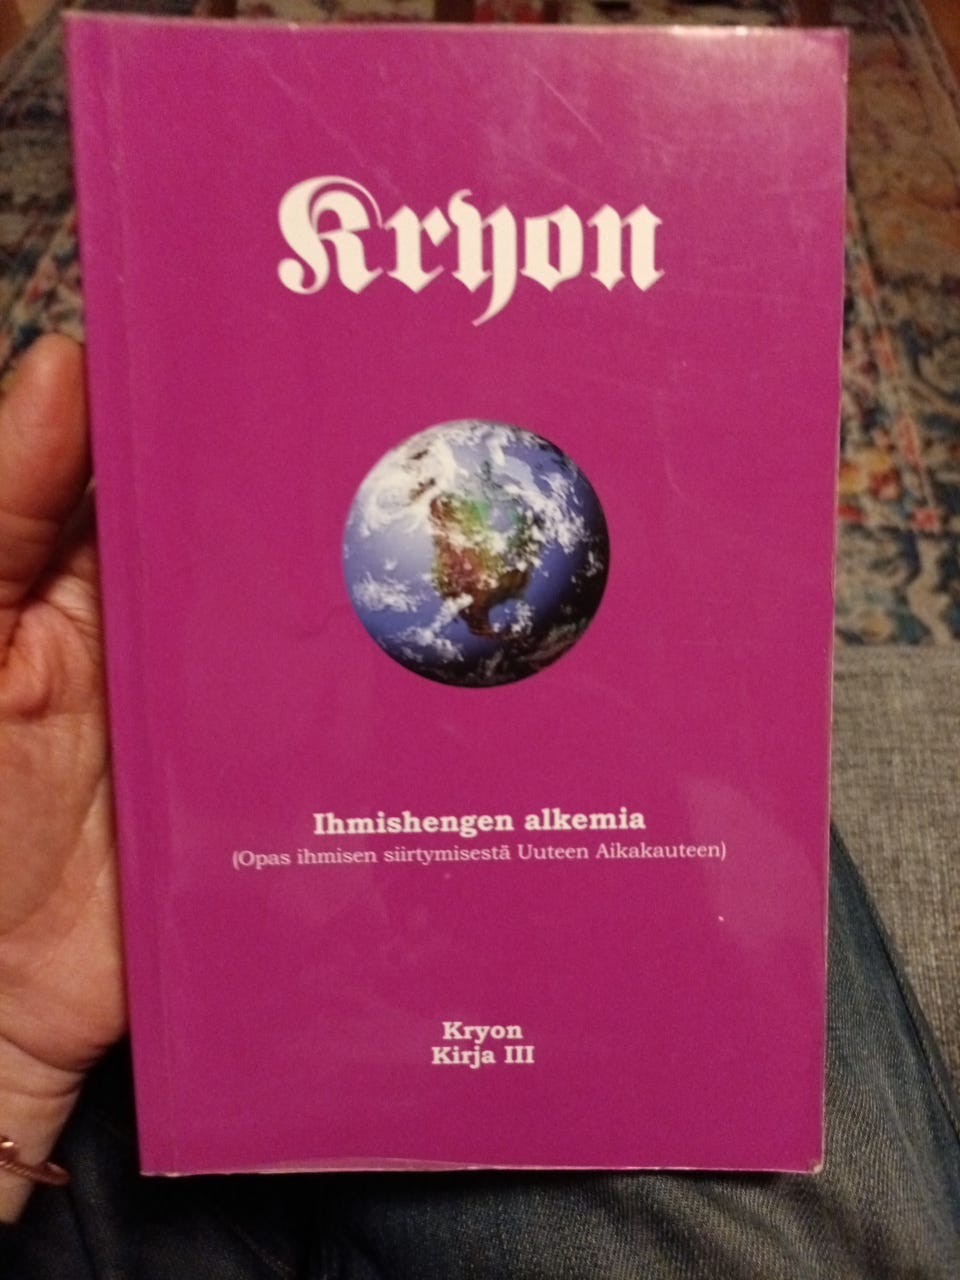 Kryon
Ihmishengen alkemia
(Opas ihmisen siirtymisestä Uuteen Aikakauteen)
Kryon
Kirja III